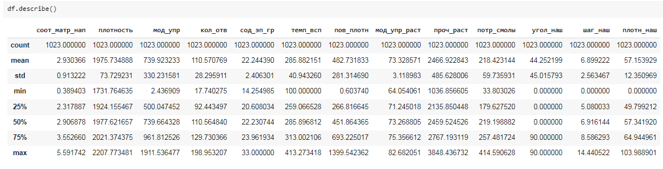 df.describe()
соот_матр_нап плотность мод_упр кол_отв сод_эп_гр темп_всп пов_плотн мод_упр_раст проч_раст потр_смолы угол_наш шаг_наш плотн_наш
count 1023.000000 1023.000000 1023.000000 1023.000000 1023.000000 1023.000000 1023.000000 1023.000000 1023.000000 1023.000000 1023.000000 1023.000000 1023.000000
mean 2.930366 1975.734888 739.923233 110.570769 22.244390 285.882151 482.731833 73.328571 2466.922843 218.423144 44.252199 6.899222 57.153929
std 0.913222 73.729231 330.231581 28.295911 2.406301 40.943260 281.314690 3.118983 485.628006 59.735931 45.015793 2.563467 12.350969
min 0.389403 1731.764635 2.436909 17.740275 14.254985 100.000000 0.603740 64.054061 1036.856605 33.803026 0.000000 0.000000 0.000000
25% 2.317887 1924.155467 500.047452 92.443497 20.608034 259.066528 266.816645 71.245018 2135.850448 179.627520 0.000000 5.080033 49.799212
50% 2.906878 1977.621657 739.664328 110.564840 22.230744 285.896812 451.864365 73.268805 2459.524526 219.198882 0.000000 6.916144 57.341920
75% 3.552660 2021.374375 961.812526 129.730366 23.961934 313.002106 693.225017 75.356612 2767.193119 257.481724 90.000000 8.586293 64.944961
max 5.591742 2207.773481 1911.536477 198.953207 33.000000 413.273418 1399.542362 82.682051 3848.436732 414.590628 90.000000 14.440522 103.988901